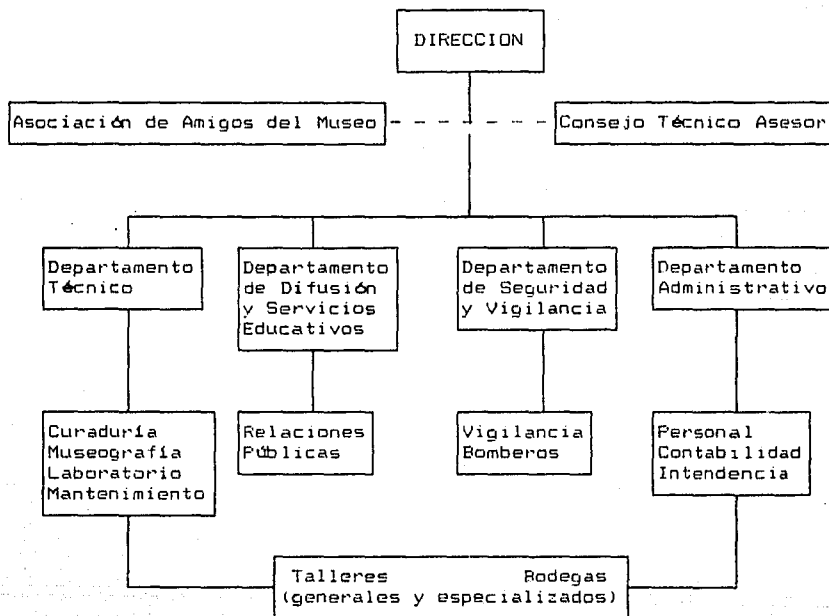 DIRECCION
Asociación de Amigos del Museo
Consejo Técnico Asesor
Departamento
Técnico
Departamento
de Difusión
y Servicios
Educativos
Departamento
de Seguridad
y Vigilancia
Departamento
Administrativo
Curaduría
Museografía
Laboratorio
Mantenimiento
Relaciones
Públicas
Vigilancia
Bomberos
Personal
Contabilidad
Intendencia
Talleres Bodegas
(generales y especializados)